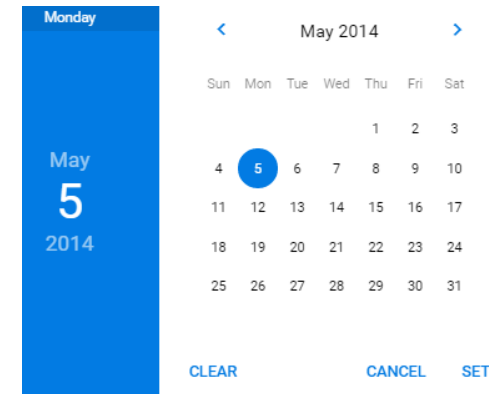 Monday
May
5
2014
May 2014
Sun Mon Tue Wed Thu Fri Sat
1 2 3
4 5 6 7 8 9 10
11 12 13 14 15 16 17
18 19 20 21 22 23 24
25 26 27 28 29 30 31
CLEAR CANCEL SET